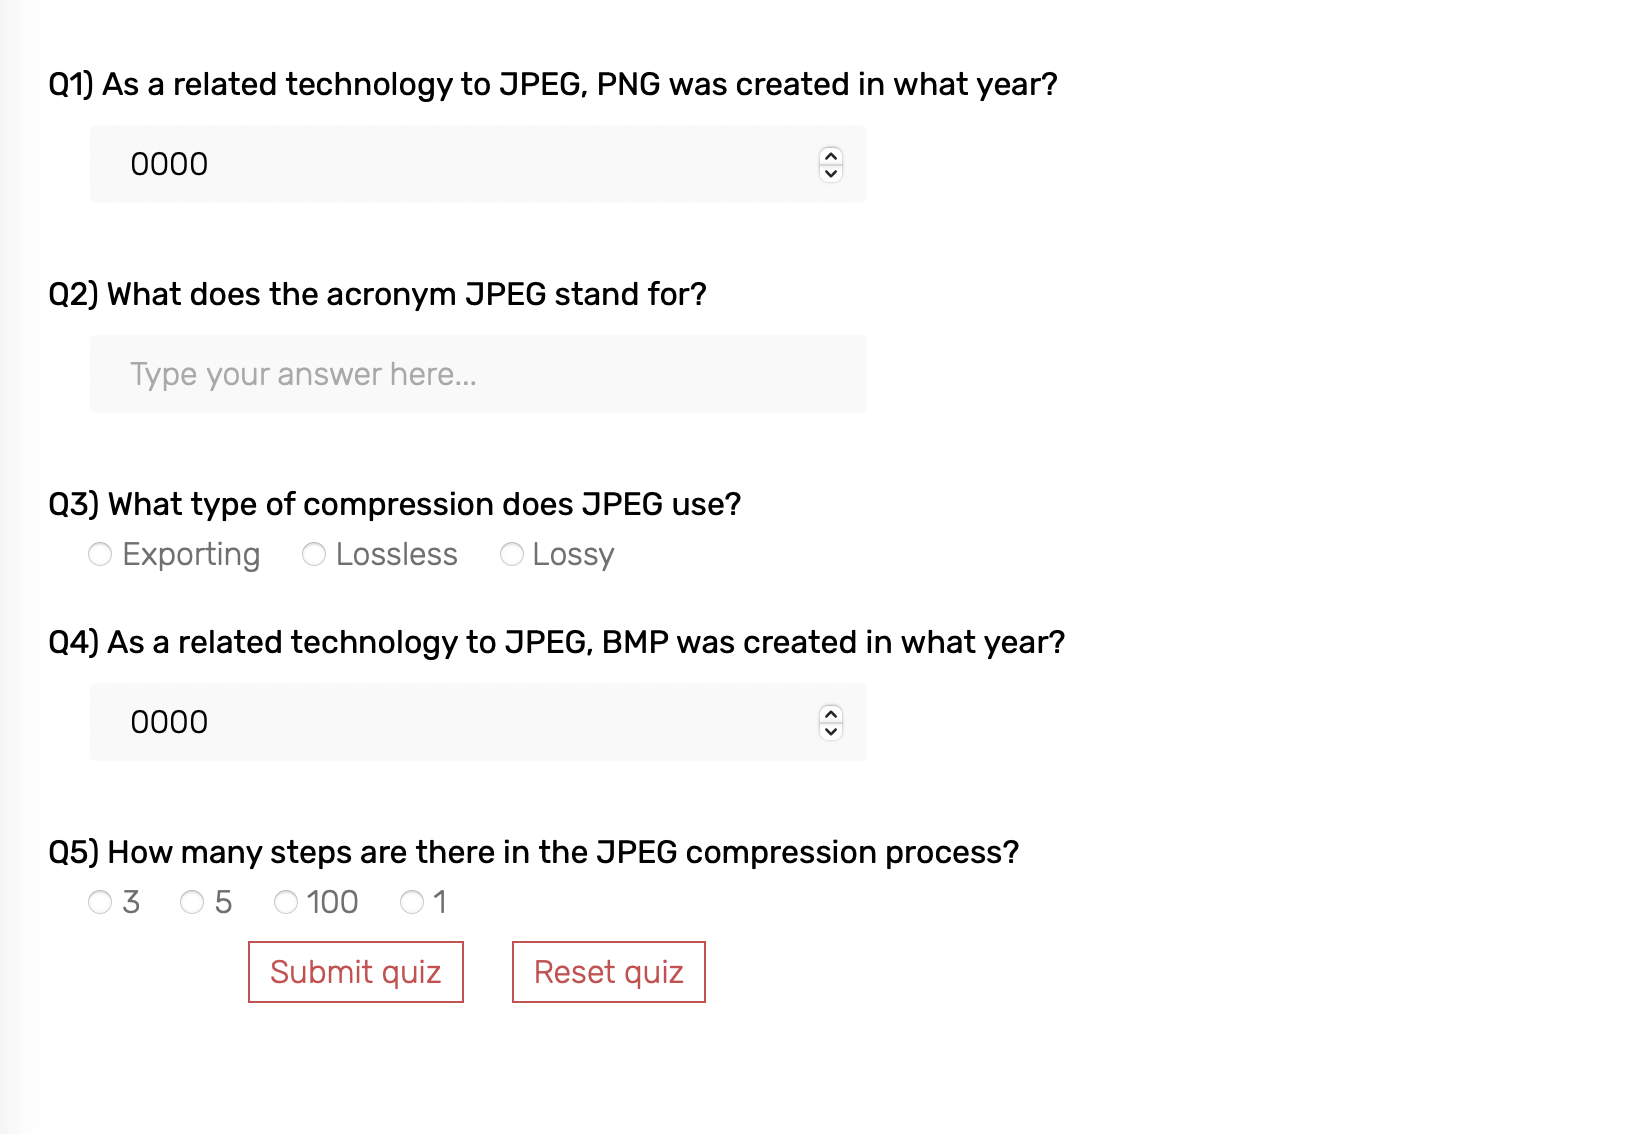 Q1) As a related technology to JPEG, PNG was created in what year?
0000
Q2) What does the acronym JPEG stand for?
Type your answer here...
Q3) What type of compression does JPEG use?
Exporting Lossless Lossy
Q4) As a related technology to JPEG, BMP was created in what year?
0000
Q5) How many steps are there in the JPEG compression process?
3 5 100 1
Submit quiz Reset quiz